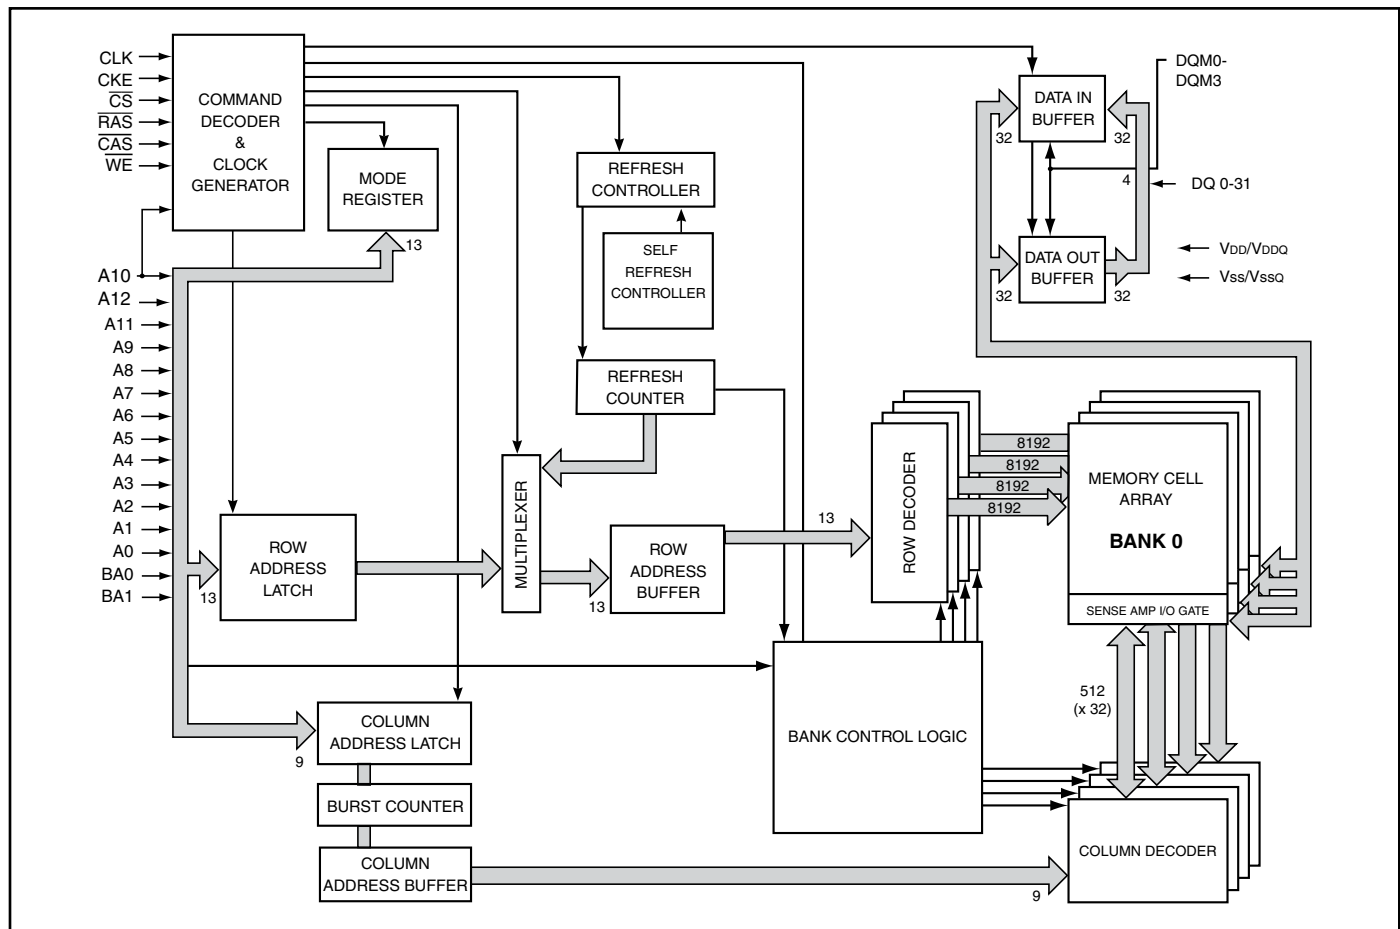 CLK
CKE
CS
RAS
CAS
WE
COMMAND
DECODER
&
CLOCK
GENERATOR
MODE
REGISTER
13
REFRESH
CONTROLLER
SELF
REFRESH
CONTROLLER
REFRESH
COUNTER
DATA IN
BUFFER
32
32
DQM0-
DQM3
4
DQ 0-31
DATA OUT
BUFFER
32
32
VDD/VDDQ
Vss/VssQ
A10
A12
A11
A9
A8
A7
A6
A5
A4
A3
A2
A1
A0
BA0
BA1
13
ROW
ADDRESS
LATCH
MULTIPLEXER
13
ROW
ADDRESS
BUFFER
13
ROW DECODER
8192
8192
8192
8192
MEMORY CELL
ARRAY
BANK 0
SENSE AMP I/O GATE
512
(x 32)
BANK CONTROL LOGIC
9
COLUMN
ADDRESS LATCH
BURST COUNTER
COLUMN
ADDRESS BUFFER
9
COLUMN DECODER